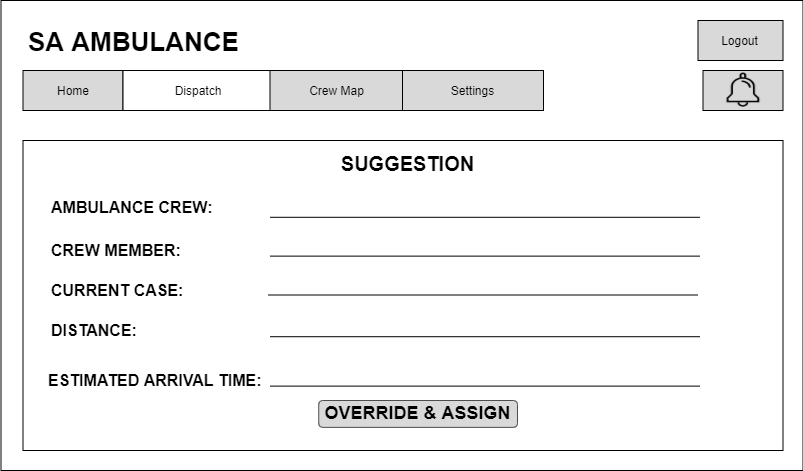 SA AMBULANCE
Logout
Home Dispatch Crew Map Settings
SUGGESTION
AMBULANCE CREW:
CREW MEMBER:
CURRENT CASE:
DISTANCE:
ESTIMATED ARRIVAL TIME:
OVERRIDE & ASSIGN